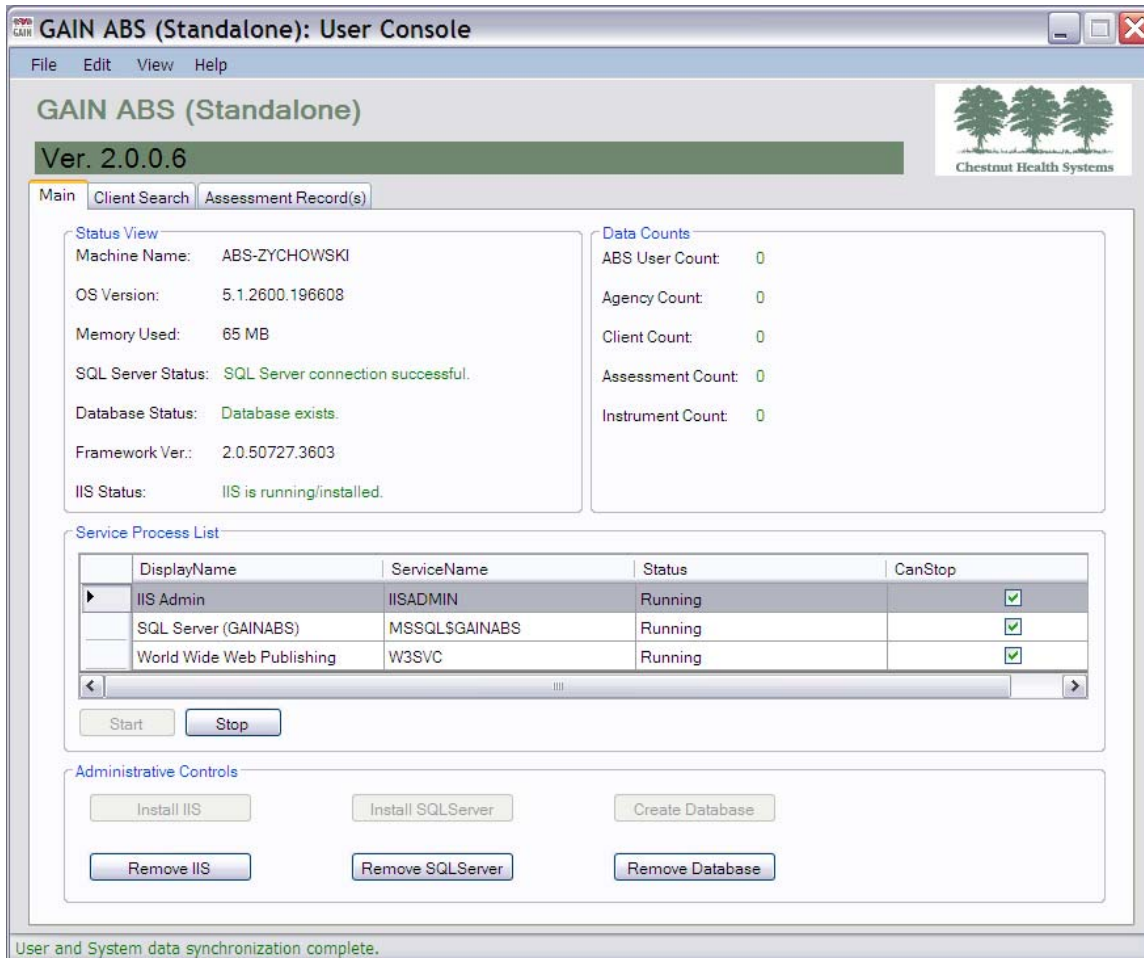 GAIN
GAIN ABS (Standalone): User Console
File Edit View Help
GAIN ABS (Standalone)
Ver. 2.0.0.6
Chestnut Health Systems
Main Client Search Assessment Record(s)
Status View
Machine Name: ABS-ZYCHOWSKI
OS Version: 5.1.2600.196608
Memory Used: 65 MB
SQL Server Status: SQL Server connection successful.
Database Status: Database exists.
Framework Ver.: 2.0.50727.3603
IIS Status: IIS is running/installed.
Data Counts
ABS User Count: 0
Agency Count: 0
Client Count: 0
Assessment Count: 0
Instrument Count: 0
Service Process List
DisplayName ServiceName Status CanStop
IIS Admin IISADMIN Running
SQL Server (GAINABS) MSSQL$GAINABS Running
World Wide Web Publishing W3SVC Running
Start Stop
Administrative Controls
Install IIS Install SQLServer Create Database
Remove IIS Remove SQLServer Remove Database
User and System data synchronization complete.